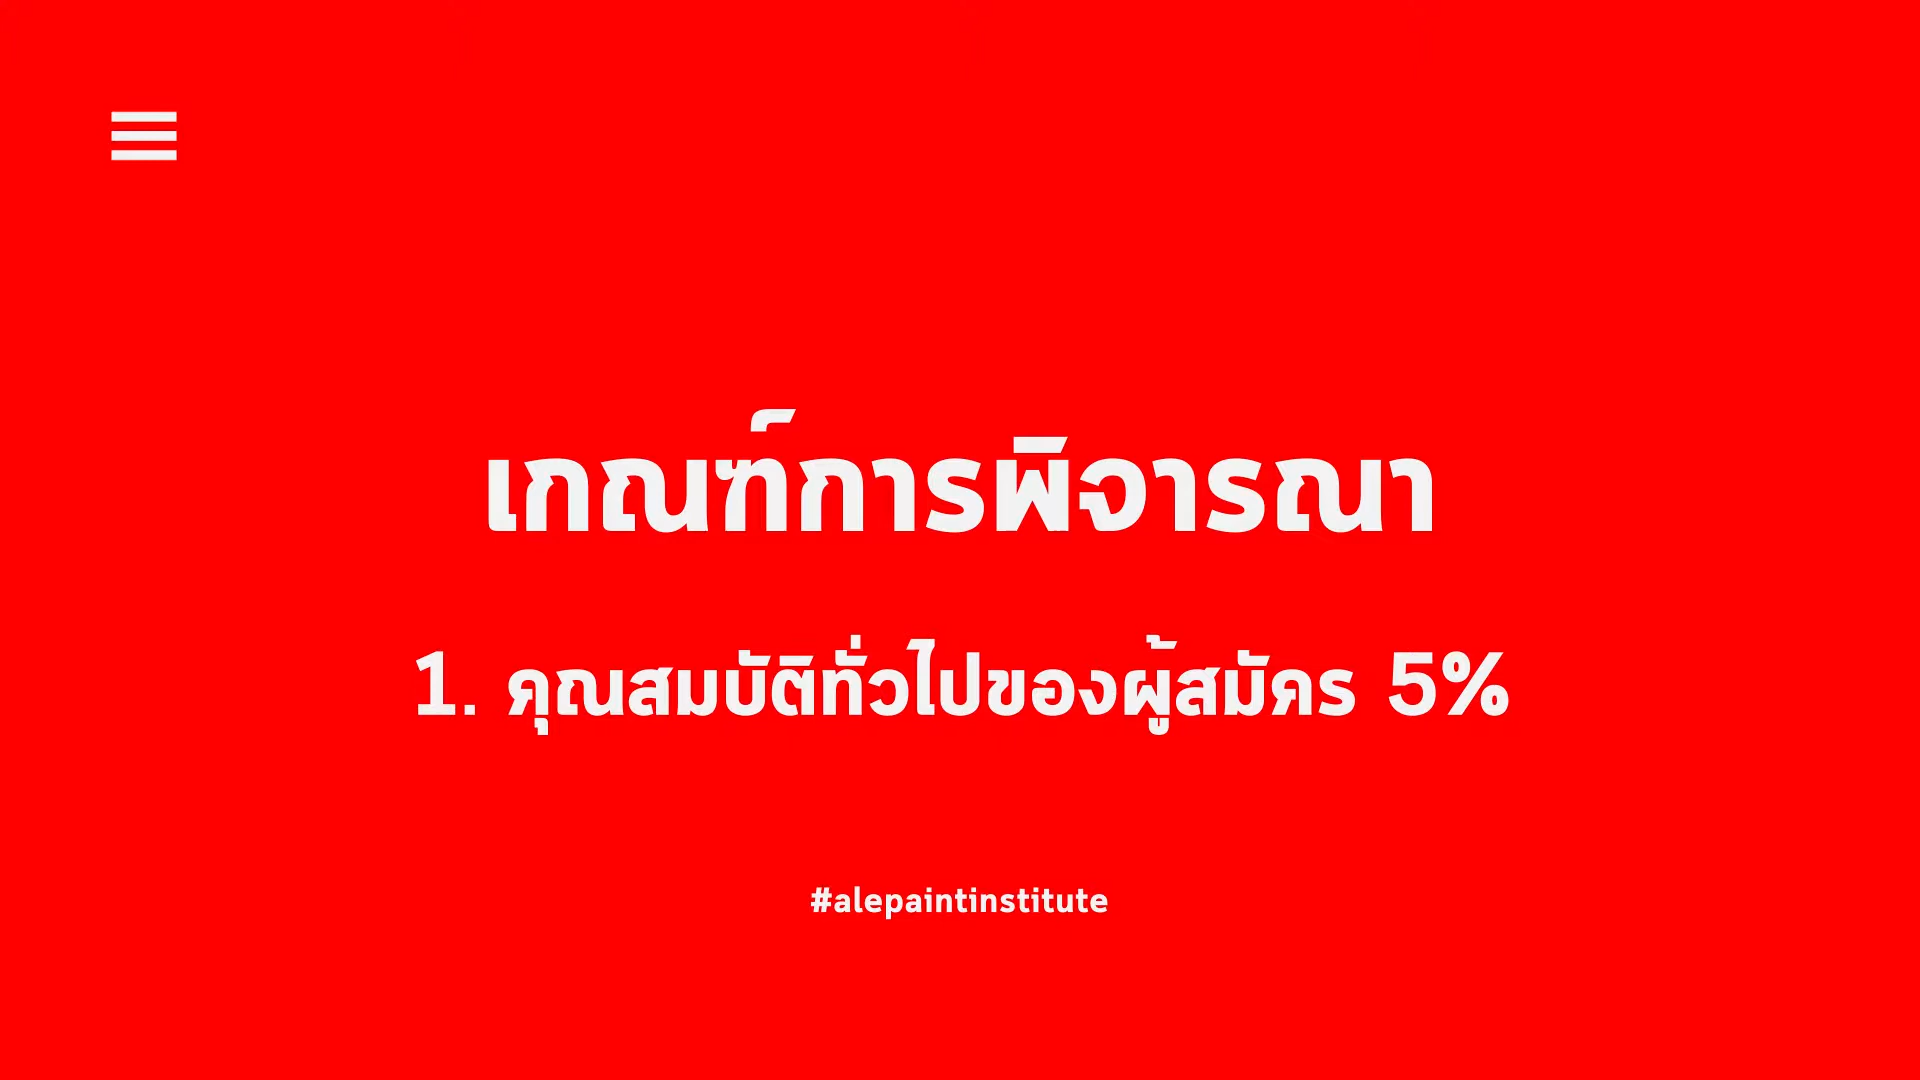 เกณฑ์การพิจารณา
1. คุณสมบัติทั่วไปของผู้สมัคร 5%
#alepaintinstitute